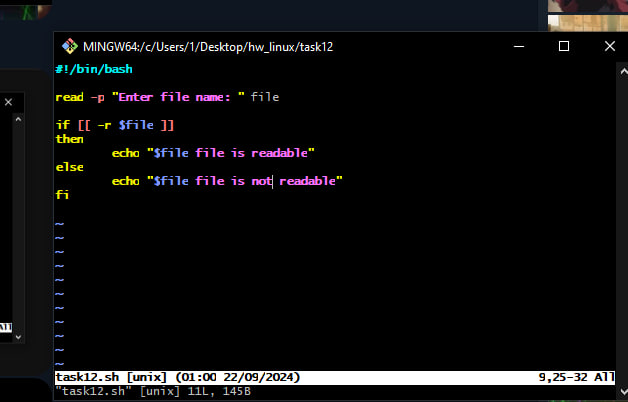 MINGW64:/c/Users/1/Desktop/hw_linux/task12
#!/bin/bash
read -p "Enter file name: " file
if [[ -r $file ]]
then
echo "$file file is readable"
else
echo "$file file is not readable"
fi
~
~
~
~
~
~
~
~
~
~
~
task12.sh [unix] (01:00 22/09/2024) 9,25-32 All
"task12.sh" [unix] 11L, 145B
All